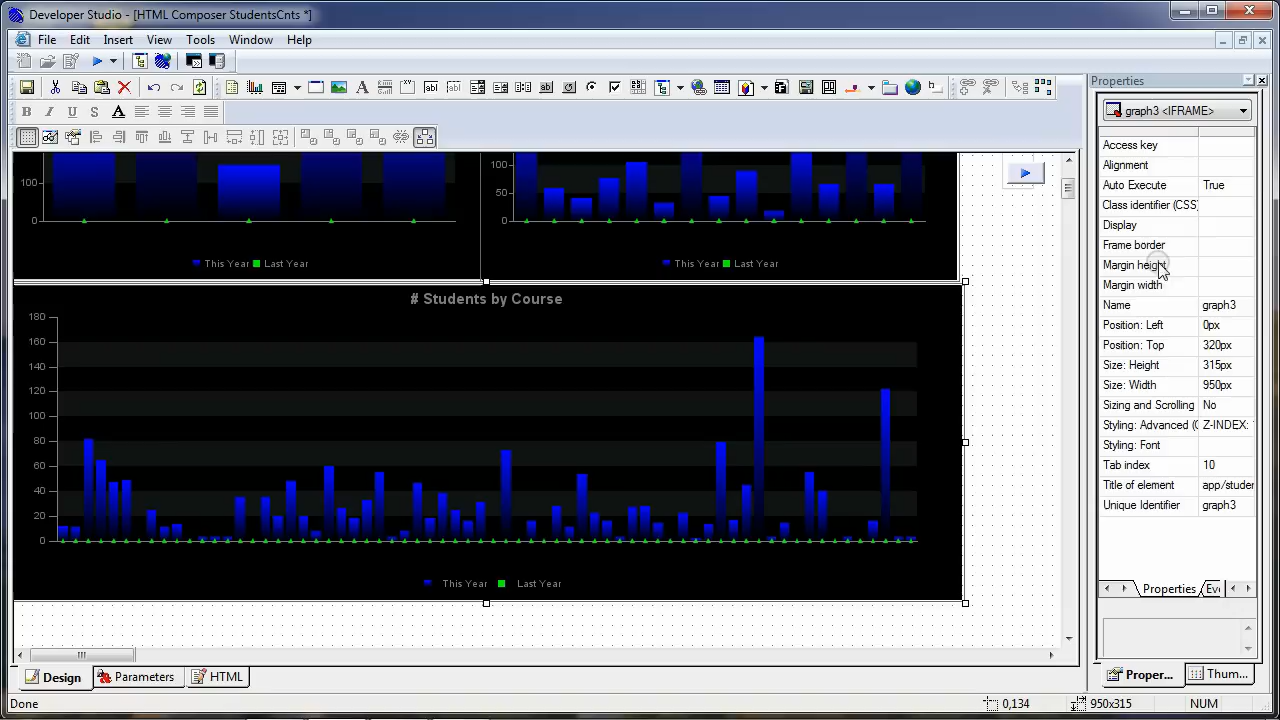 Developer Studio - [HTML Composer StudentsCnts *]
File Edit Insert View Tools Window Help
B I U S A
Properties
graph3 <IFRAME>
Access key
Alignment
Auto Execute True
Class identifier (CSS)
Display
Frame border
Margin height
Margin width
Name graph3
Position: Left 0px
Position: Top 320px
Size: Height 315px
Size: Width 950px
Sizing and Scrolling No
Styling: Advanced (C Z-INDEX:
Styling: Font
Tab index 10
Title of element app/studer
Unique Identifier graph3
Properties Eve
Proper... Thum...
100
0
This Year Last Year
100
50
0
This Year Last Year
# Students by Course
180
160
140
120
100
80
60
40
20
0
This Year Last Year
Design Parameters HTML
Done 0,134 950x315 NUM